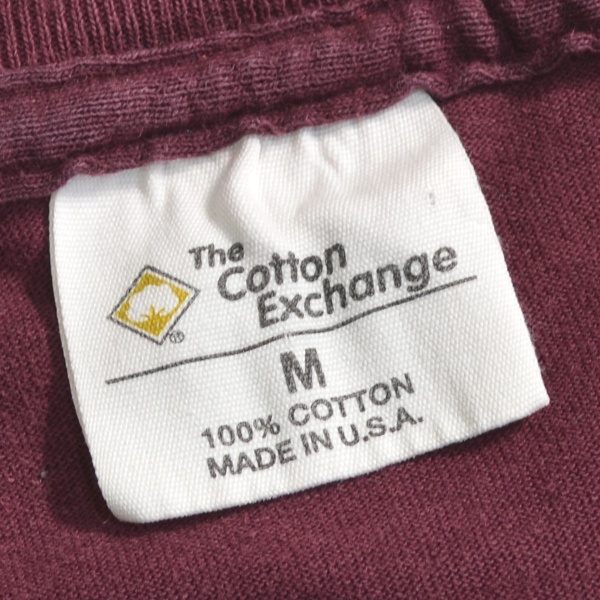 The
Cotton
Exchange
®
M
100% COTTON
MADE IN U.S.A.